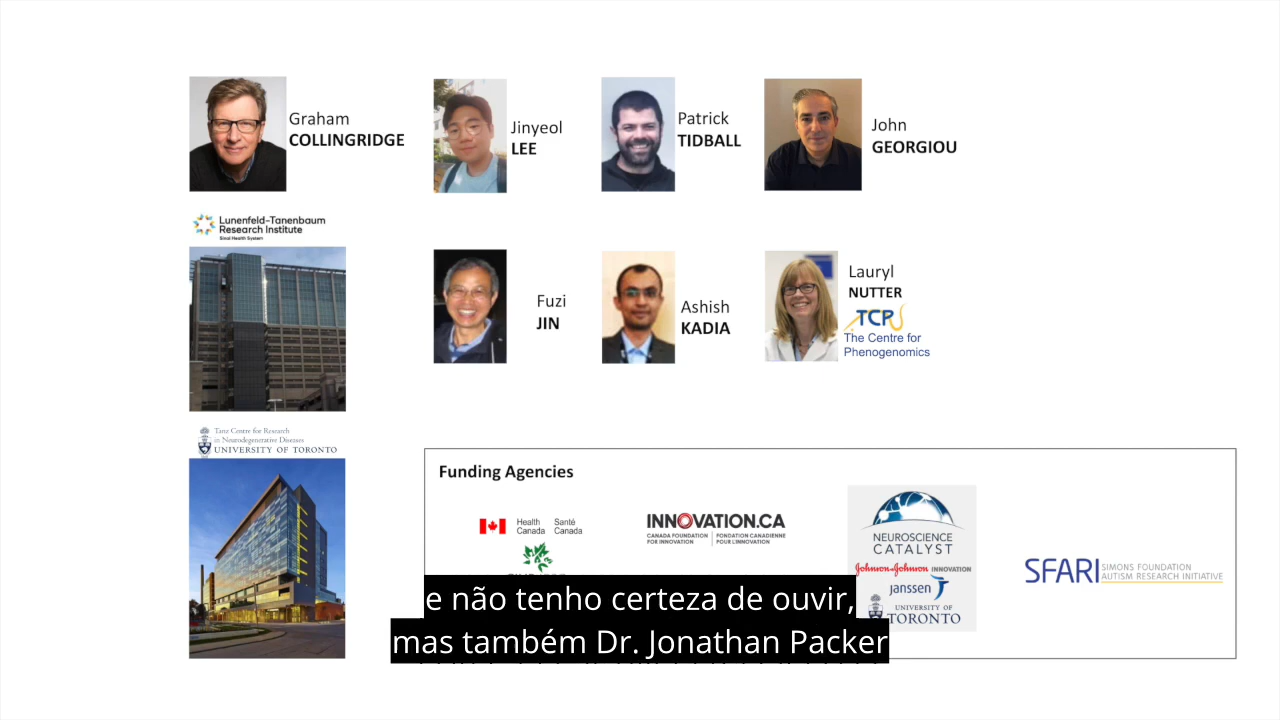 Graham
COLLINGRIDGE
Jinyeol
LEE
Patrick
TIDBALL
John
GEORGIOU
Lunenfeld-Tanenbaum
Research Institute
Sinai Health System
Fuzi
JIN
Ashish
KADIA
Lauryl
NUTTER
TCP
The Centre for
Phenogenomics
Tanz Centre for Research
in Neurodegenerative Diseases
UNIVERSITY OF TORONTO
Funding Agencies
Health Canada
Santé Canada
INNOVATION.CA
CANADA FOUNDATION FOR INNOVATION
FONDATION CANADIENNE POUR L'INNOVATION
NEUROSCIENCE
CATALYST
Johnson & Johnson INNOVATION
janssen
UNIVERSITY OF
TORONTO
SFARI
SIMONS FOUNDATION
AUTISM RESEARCH INITIATIVE
e não tenho certeza de ouvir,
mas também Dr. Jonathan Packer